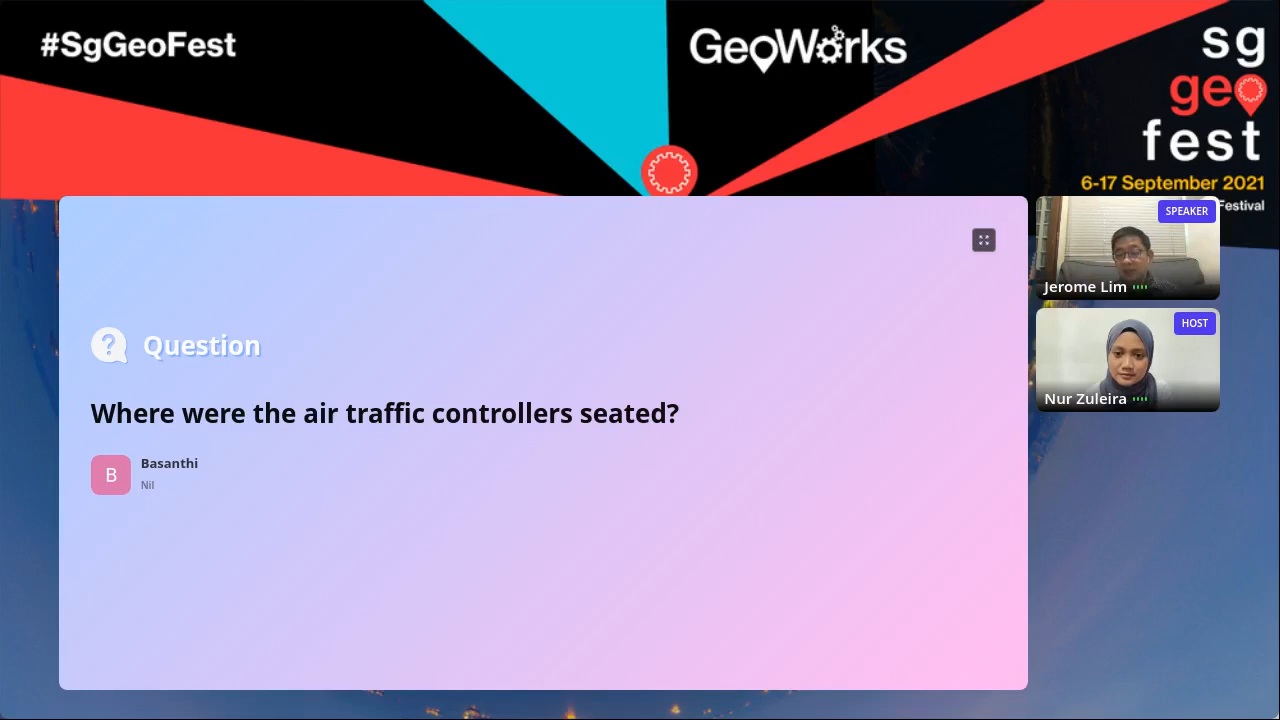 #SgGeoFest
GeoWorks
sg
geo
fest
6-17 September 2021
Festival
SPEAKER
Jerome Lim
HOST
Nur Zuleira
Question
Where were the air traffic controllers seated?
B
Basanthi
Nil